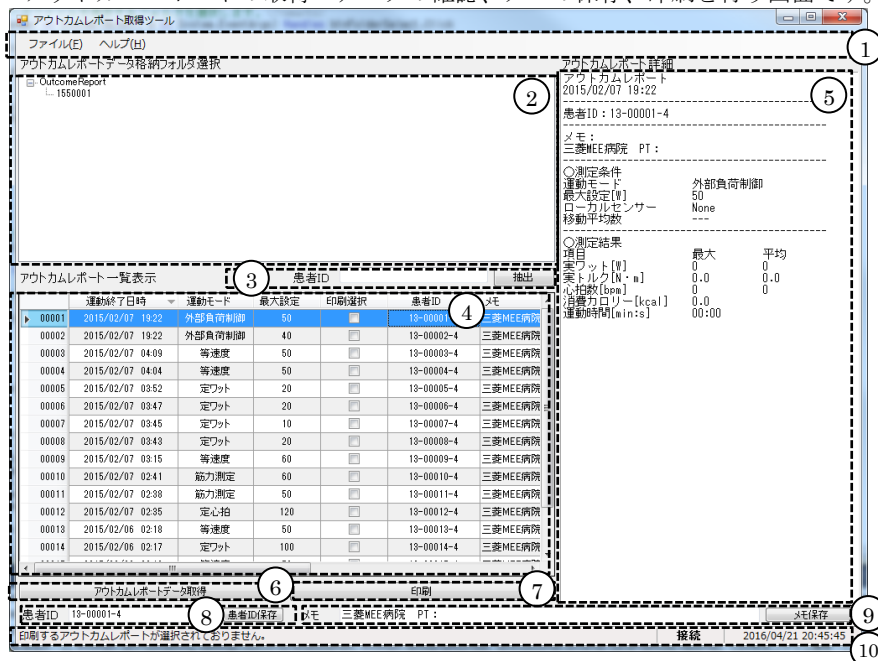 アウトカムレポート取得ツール
ファイル(F) ヘルプ(H)
①
アウトカムレポートデータ格納フォルダ選択
OutcomeReport
1550001
②
アウトカムレポート詳細
アウトカムレポート
2015/02/07 19:22
⑤
患者ID：13-00001-4
メモ：
三菱MEE病院 PT：
○測定条件
運動モード 外部負荷制御
最大設定[W] 50
ローカルセンサー None
移動平均数 ---
○測定結果
項目 最大 平均
実ワット[W] 0 0
実トルク[N・m] 0.0 0.0
心拍数[bpm] 0 0
消費カロリー[kcal] 0.0
運動時間[min:s] 00:00
アウトカムレポート一覧表示 ③ 患者ID 抽出
運動終了日時 運動モード 最大設定 印刷選択 患者ID メモ
④
00001 2015/02/07 19:22 外部負荷制御 50 13-00001 三菱MEE病院
00002 2015/02/07 19:22 外部負荷制御 40 13-00002-4 三菱MEE病院
00003 2015/02/07 04:09 等速度 50 13-00003-4 三菱MEE病院
00004 2015/02/07 04:04 等速度 50 13-00004-4 三菱MEE病院
00005 2015/02/07 03:52 定ワット 20 13-00005-4 三菱MEE病院
00006 2015/02/07 03:47 定ワット 20 13-00006-4 三菱MEE病院
00007 2015/02/07 03:45 定ワット 10 13-00007-4 三菱MEE病院
00008 2015/02/07 03:43 定ワット 20 13-00008-4 三菱MEE病院
00009 2015/02/07 03:15 等速度 60 13-00009-4 三菱MEE病院
00010 2015/02/07 02:41 筋力測定 60 13-00010-4 三菱MEE病院
00011 2015/02/07 02:38 筋力測定 50 13-00011-4 三菱MEE病院
00012 2015/02/07 02:35 定心拍 120 13-00012-4 三菱MEE病院
00013 2015/02/06 02:18 等速度 50 13-00013-4 三菱MEE病院
00014 2015/02/06 02:17 定ワット 100 13-00014-4 三菱MEE病院
アウトカムレポートデータ取得 ⑥ 印刷 ⑦
患者ID 13-00001-4 ⑧ 患者ID保存 メモ 三菱MEE病院 PT： メモ保存 ⑨
印刷するアウトカムレポートが選択されておりません。 接続 2016/04/21 20:45:45
⑩